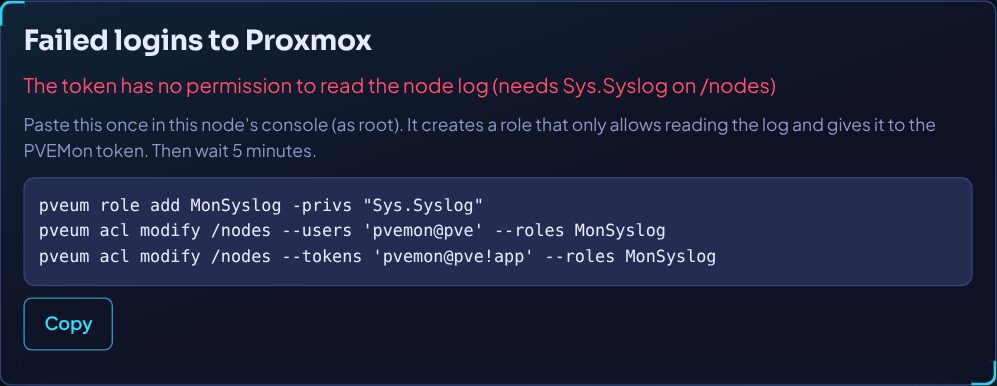 Failed logins to Proxmox
The token has no permission to read the node log (needs Sys.Syslog on /nodes)
Paste this once in this node's console (as root). It creates a role that only allows reading the log and gives it to the
PVEMon token. Then wait 5 minutes.
pveum role add MonSyslog -privs "Sys.Syslog"
pveum acl modify /nodes --users 'pvemon@pve' --roles MonSyslog
pveum acl modify /nodes --tokens 'pvemon@pve!app' --roles MonSyslog
Copy